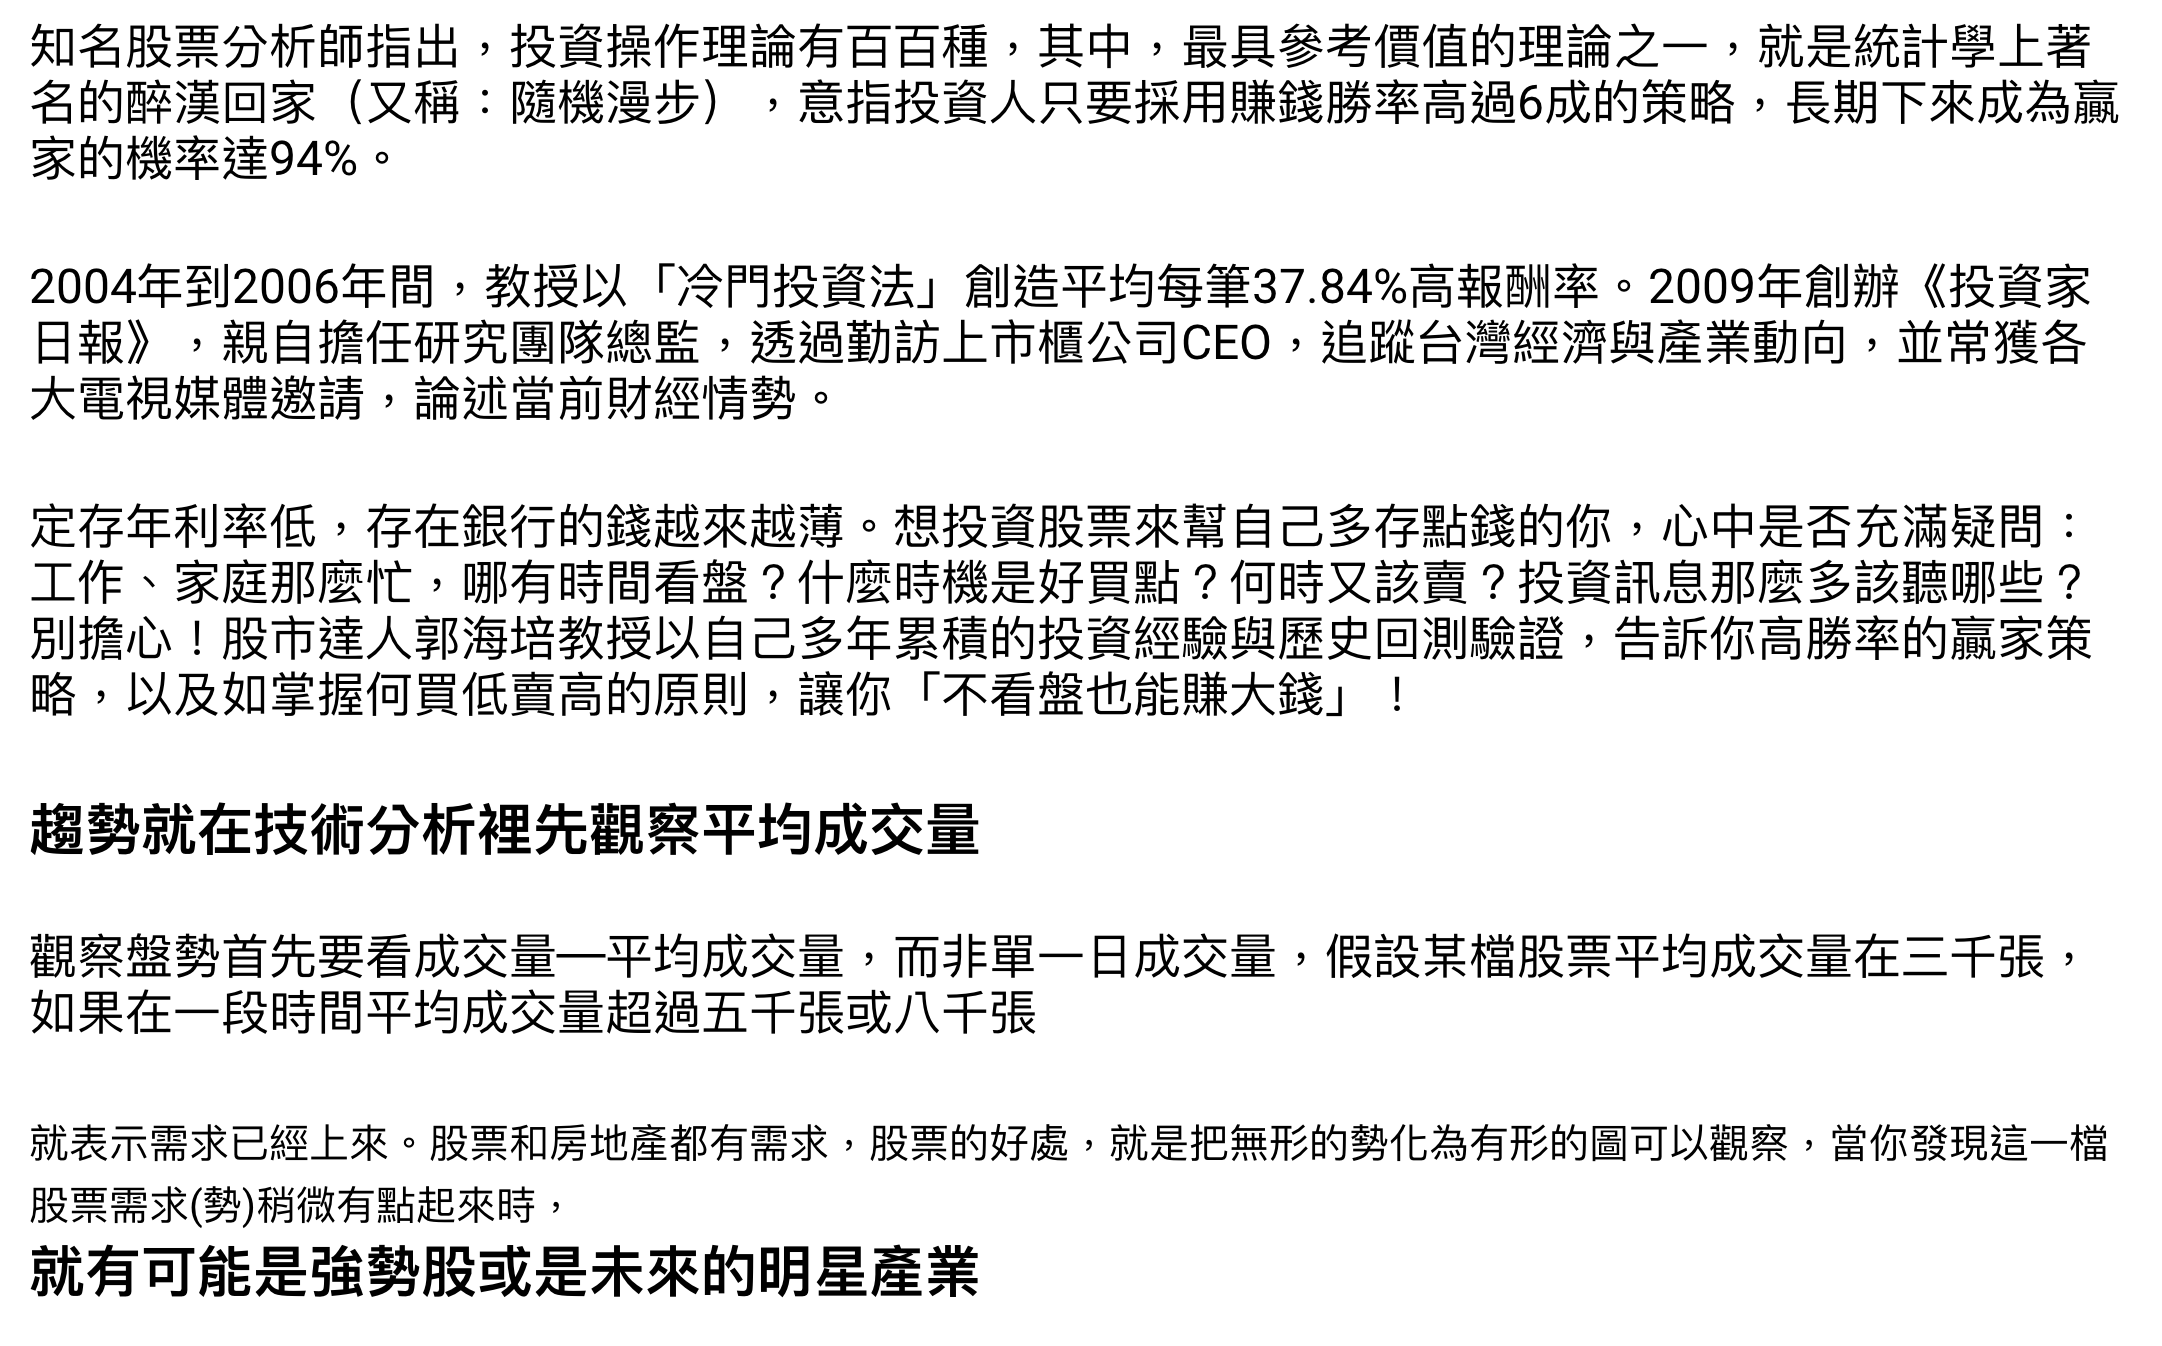 知名股票分析師指出，投資操作理論有百百種，其中，最具參考價值的理論之一，就是統計學上著
名的醉漢回家（又稱：隨機漫步），意指投資人只要採用賺錢勝率高過6成的策略，長期下來成為贏
家的機率達94%。
2004年到2006年間，教授以「冷門投資法」創造平均每筆37.84%高報酬率。2009年創辦《投資家
日報》，親自擔任研究團隊總監，透過勤訪上市櫃公司CEO，追蹤台灣經濟與產業動向，並常獲各
大電視媒體邀請，論述當前財經情勢。
定存年利率低，存在銀行的錢越來越薄。想投資股票來幫自己多存點錢的你，心中是否充滿疑問：
工作、家庭那麼忙，哪有時間看盤？什麼時機是好買點？何時又該賣？投資訊息那麼多該聽哪些？
別擔心！股市達人郭海培教授以自己多年累積的投資經驗與歷史回測驗證，告訴你高勝率的贏家策
略，以及如掌握何買低賣高的原則，讓你「不看盤也能賺大錢」！
趨勢就在技術分析裡先觀察平均成交量
觀察盤勢首先要看成交量—平均成交量，而非單一日成交量，假設某檔股票平均成交量在三千張，
如果在一段時間平均成交量超過五千張或八千張
就表示需求已經上來。股票和房地產都有需求，股票的好處，就是把無形的勢化為有形的圖可以觀察，當你發現這一檔
股票需求(勢)稍微有點起來時，
就有可能是強勢股或是未來的明星產業